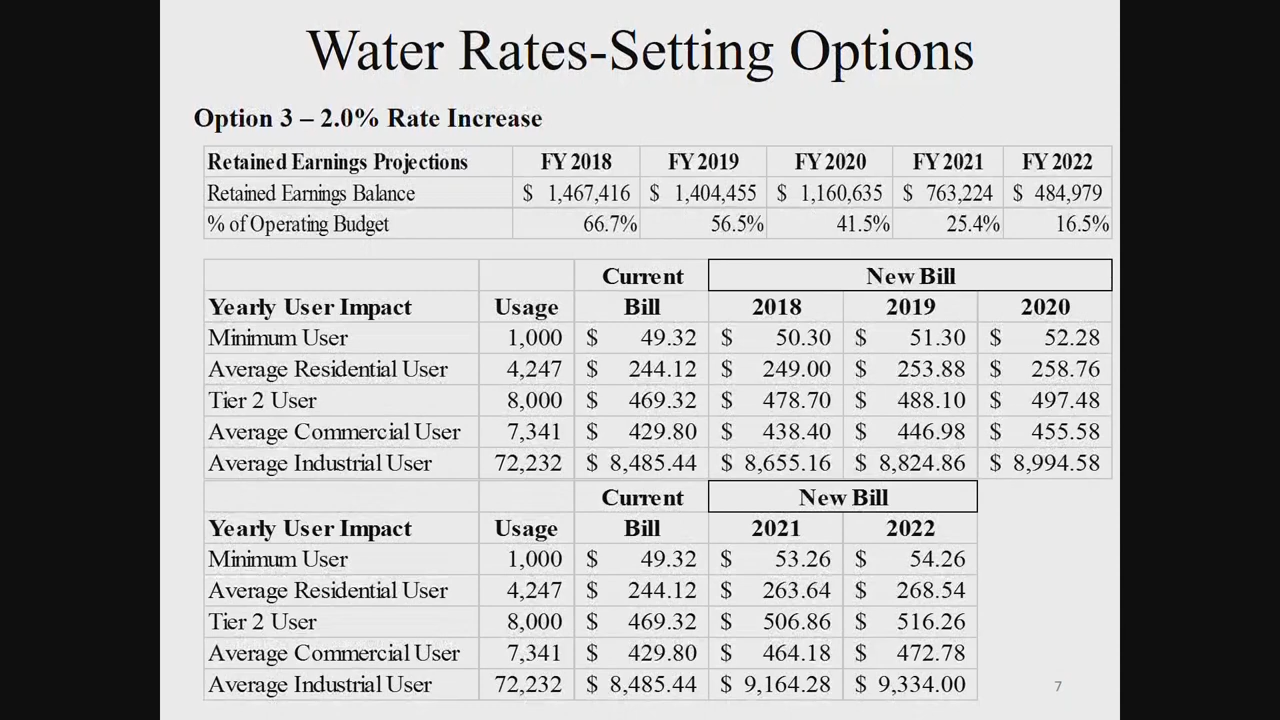 Water Rates-Setting Options
Option 3 – 2.0% Rate Increase
Retained Earnings Projections FY 2018 FY 2019 FY 2020 FY 2021 FY 2022
Retained Earnings Balance $ 1,467,416 $ 1,404,455 $ 1,160,635 $ 763,224 $ 484,979
% of Operating Budget 66.7% 56.5% 41.5% 25.4% 16.5%
Current New Bill
Yearly User Impact Usage Bill 2018 2019 2020
Minimum User 1,000 $ 49.32 $ 50.30 $ 51.30 $ 52.28
Average Residential User 4,247 $ 244.12 $ 249.00 $ 253.88 $ 258.76
Tier 2 User 8,000 $ 469.32 $ 478.70 $ 488.10 $ 497.48
Average Commercial User 7,341 $ 429.80 $ 438.40 $ 446.98 $ 455.58
Average Industrial User 72,232 $ 8,485.44 $ 8,655.16 $ 8,824.86 $ 8,994.58
Current New Bill
Yearly User Impact Usage Bill 2021 2022
Minimum User 1,000 $ 49.32 $ 53.26 $ 54.26
Average Residential User 4,247 $ 244.12 $ 263.64 $ 268.54
Tier 2 User 8,000 $ 469.32 $ 506.86 $ 516.26
Average Commercial User 7,341 $ 429.80 $ 464.18 $ 472.78
Average Industrial User 72,232 $ 8,485.44 $ 9,164.28 $ 9,334.00
7